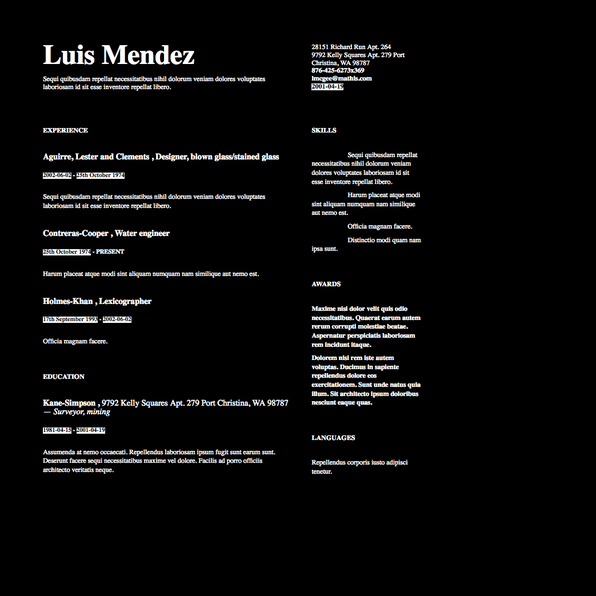 Luis Mendez
Sequi quibusdam repellat necessitatibus nihil dolorum veniam dolores voluptates
laboriosam id sit esse inventore repellat libero.
28151 Richard Run Apt. 264
9792 Kelly Squares Apt. 279 Port
Christina, WA 98787
876-425-6273x369
lmcgee@mathis.com
2001-04-19
EXPERIENCE
Aguirre, Lester and Clements , Designer, blown glass/stained glass
2002-06-02 - 25th October 1974
Sequi quibusdam repellat necessitatibus nihil dolorum veniam dolores voluptates
laboriosam id sit esse inventore repellat libero.
Contreras-Cooper , Water engineer
25th October 1974 - PRESENT
Harum placeat atque modi sint aliquam numquam nam similique aut nemo est.
Holmes-Khan , Lexicographer
17th September 1993 - 2002-06-02
Officia magnam facere.
EDUCATION
Kane-Simpson , 9792 Kelly Squares Apt. 279 Port Christina, WA 98787
— Surveyor, mining
1981-04-15 - 2001-04-19
Assumenda at nemo occaecati. Repellendus laboriosam ipsum fugit sunt earum sunt.
Deserunt facere sequi necessitatibus maxime vel dolore. Facilis ad porro officiis
architecto veritatis neque.
SKILLS
Sequi quibusdam repellat
necessitatibus nihil dolorum veniam
dolores voluptates laboriosam id sit
esse inventore repellat libero.
Harum placeat atque modi
sint aliquam numquam nam similique
aut nemo est.
Officia magnam facere.
Distinctio modi quam nam
ipsa sunt.
AWARDS
Maxime nisi dolor velit quis odio
necessitatibus. Quaerat earum autem
rerum corrupti molestiae beatae.
Aspernatur perspiciatis laboriosam
rem incidunt itaque.
Dolorem nisi rem iste autem
voluptas. Ducimus in sapiente
repellendus dolore eos
exercitationem. Sunt unde natus quia
illum. Sit architecto ipsam doloribus
nesciunt eaque quas.
LANGUAGES
Repellendus corporis iusto adipisci
tenetur.